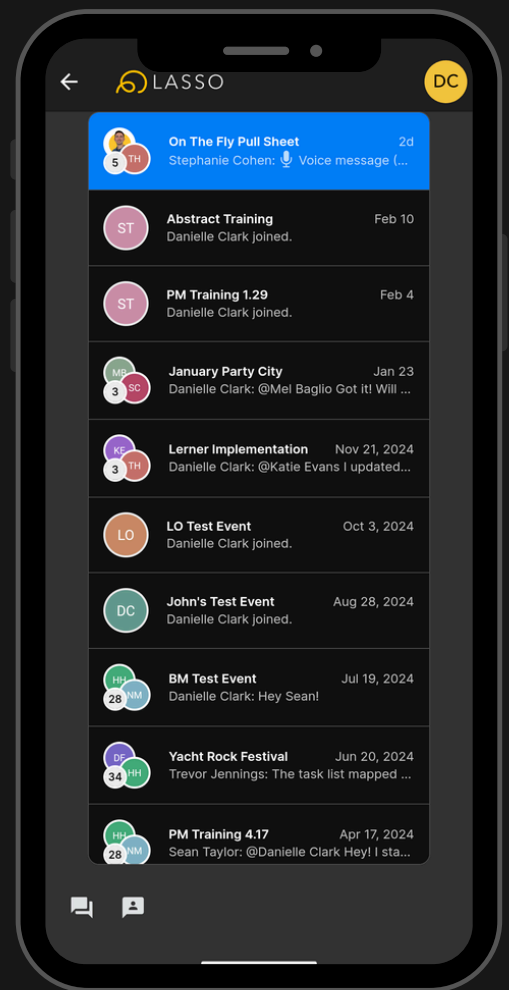 LASSO
DC
On The Fly Pull Sheet 2d
5 TH
Stephanie Cohen: Voice message (...
ST
Abstract Training Feb 10
Danielle Clark joined.
ST
PM Training 1.29 Feb 4
Danielle Clark joined.
MB
3 SC
January Party City Jan 23
Danielle Clark: @Mel Baglio Got it! Will ...
KE
3 TH
Lerner Implementation Nov 21, 2024
Danielle Clark: @Katie Evans I updated...
LO
LO Test Event Oct 3, 2024
Danielle Clark joined.
DC
John's Test Event Aug 28, 2024
Danielle Clark joined.
HH
28 NM
BM Test Event Jul 19, 2024
Danielle Clark: Hey Sean!
DF
34 HH
Yacht Rock Festival Jun 20, 2024
Trevor Jennings: The task list mapped ...
HH
28 NM
PM Training 4.17 Apr 17, 2024
Sean Taylor: @Danielle Clark Hey! I sta...